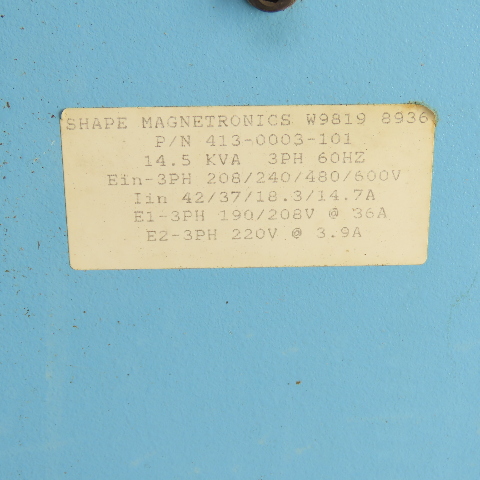 SHAPE MAGNETRONICS W9819 8936
P/N 413-0003-101
14.5 KVA 3PH 60HZ
Ein-3PH 208/240/480/600V
Iin 42/37/18.3/14.7A
E1-3PH 190/208V @ 36A
E2-3PH 220V @ 3.9A